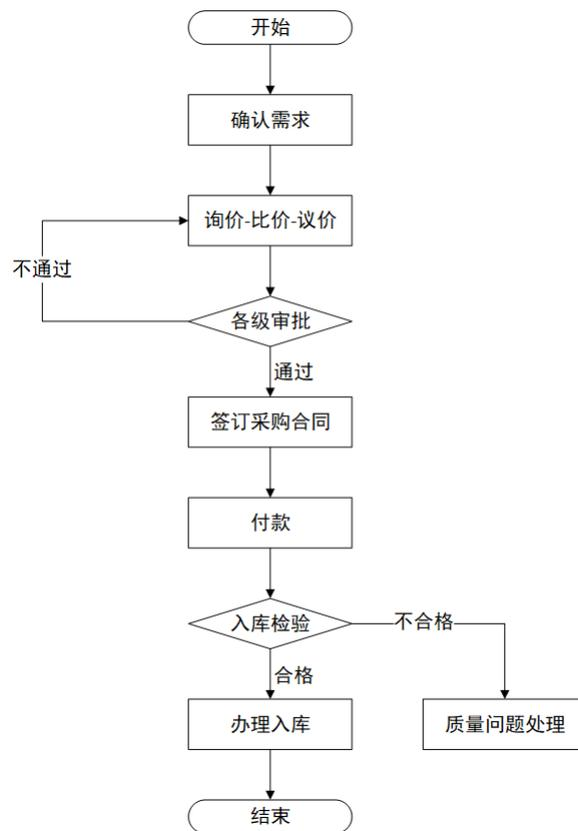 开始
确认需求
询价-比价-议价
不通过
各级审批
通过
签订采购合同
付款
入库检验
不合格
合格
办理入库
质量问题处理
结束